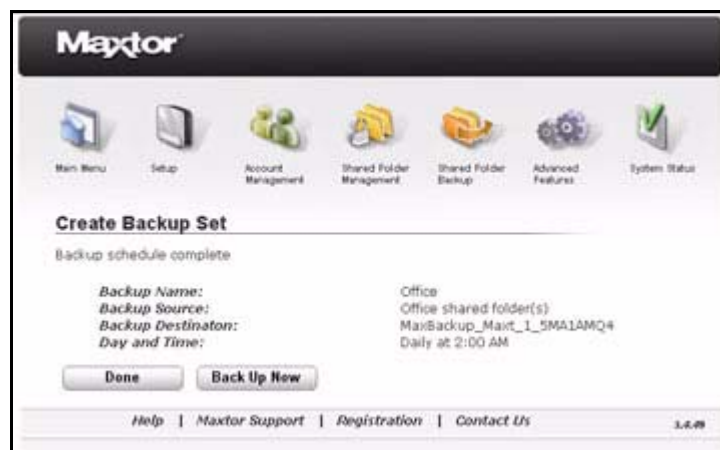 Maxtor
Main Menu
Setup
Account Management
Shared Folder Management
Shared Folder Backup
Advanced Features
System Status
Create Backup Set
Backup schedule complete
Backup Name: Office
Backup Source: Office shared folder(s)
Backup Destinaton: MaxBackup_Maxt_1_5MA1AMQ4
Day and Time: Daily at 2:00 AM
Done Back Up Now
Help | Maxtor Support | Registration | Contact Us